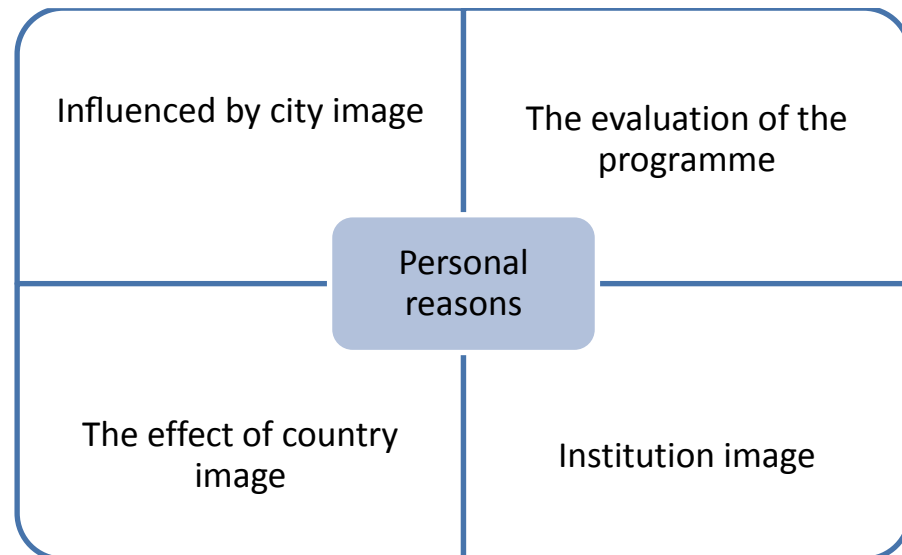 Influenced by city image
The evaluation of the
programme
Personal
reasons
The effect of country
image
Institution image